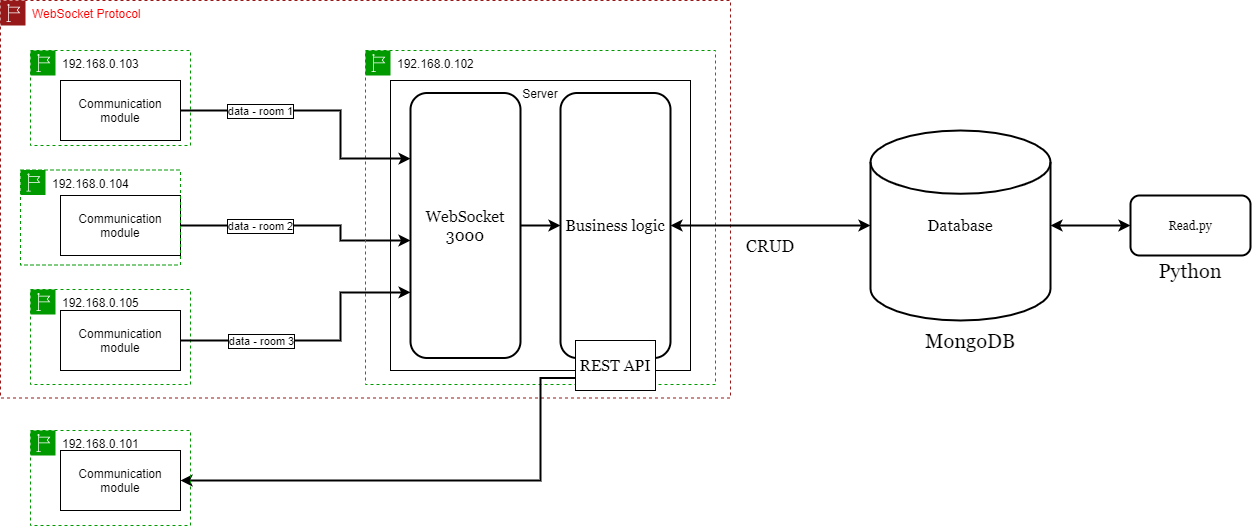 WebSocket Protocol
192.168.0.103
Communication
module
data - room 1
192.168.0.104
Communication
module
data - room 2
192.168.0.105
Communication
module
data - room 3
192.168.0.102
Server
WebSocket
3000
Business logic
REST API
CRUD
Database
MongoDB
Read.py
Python
192.168.0.101
Communication
module